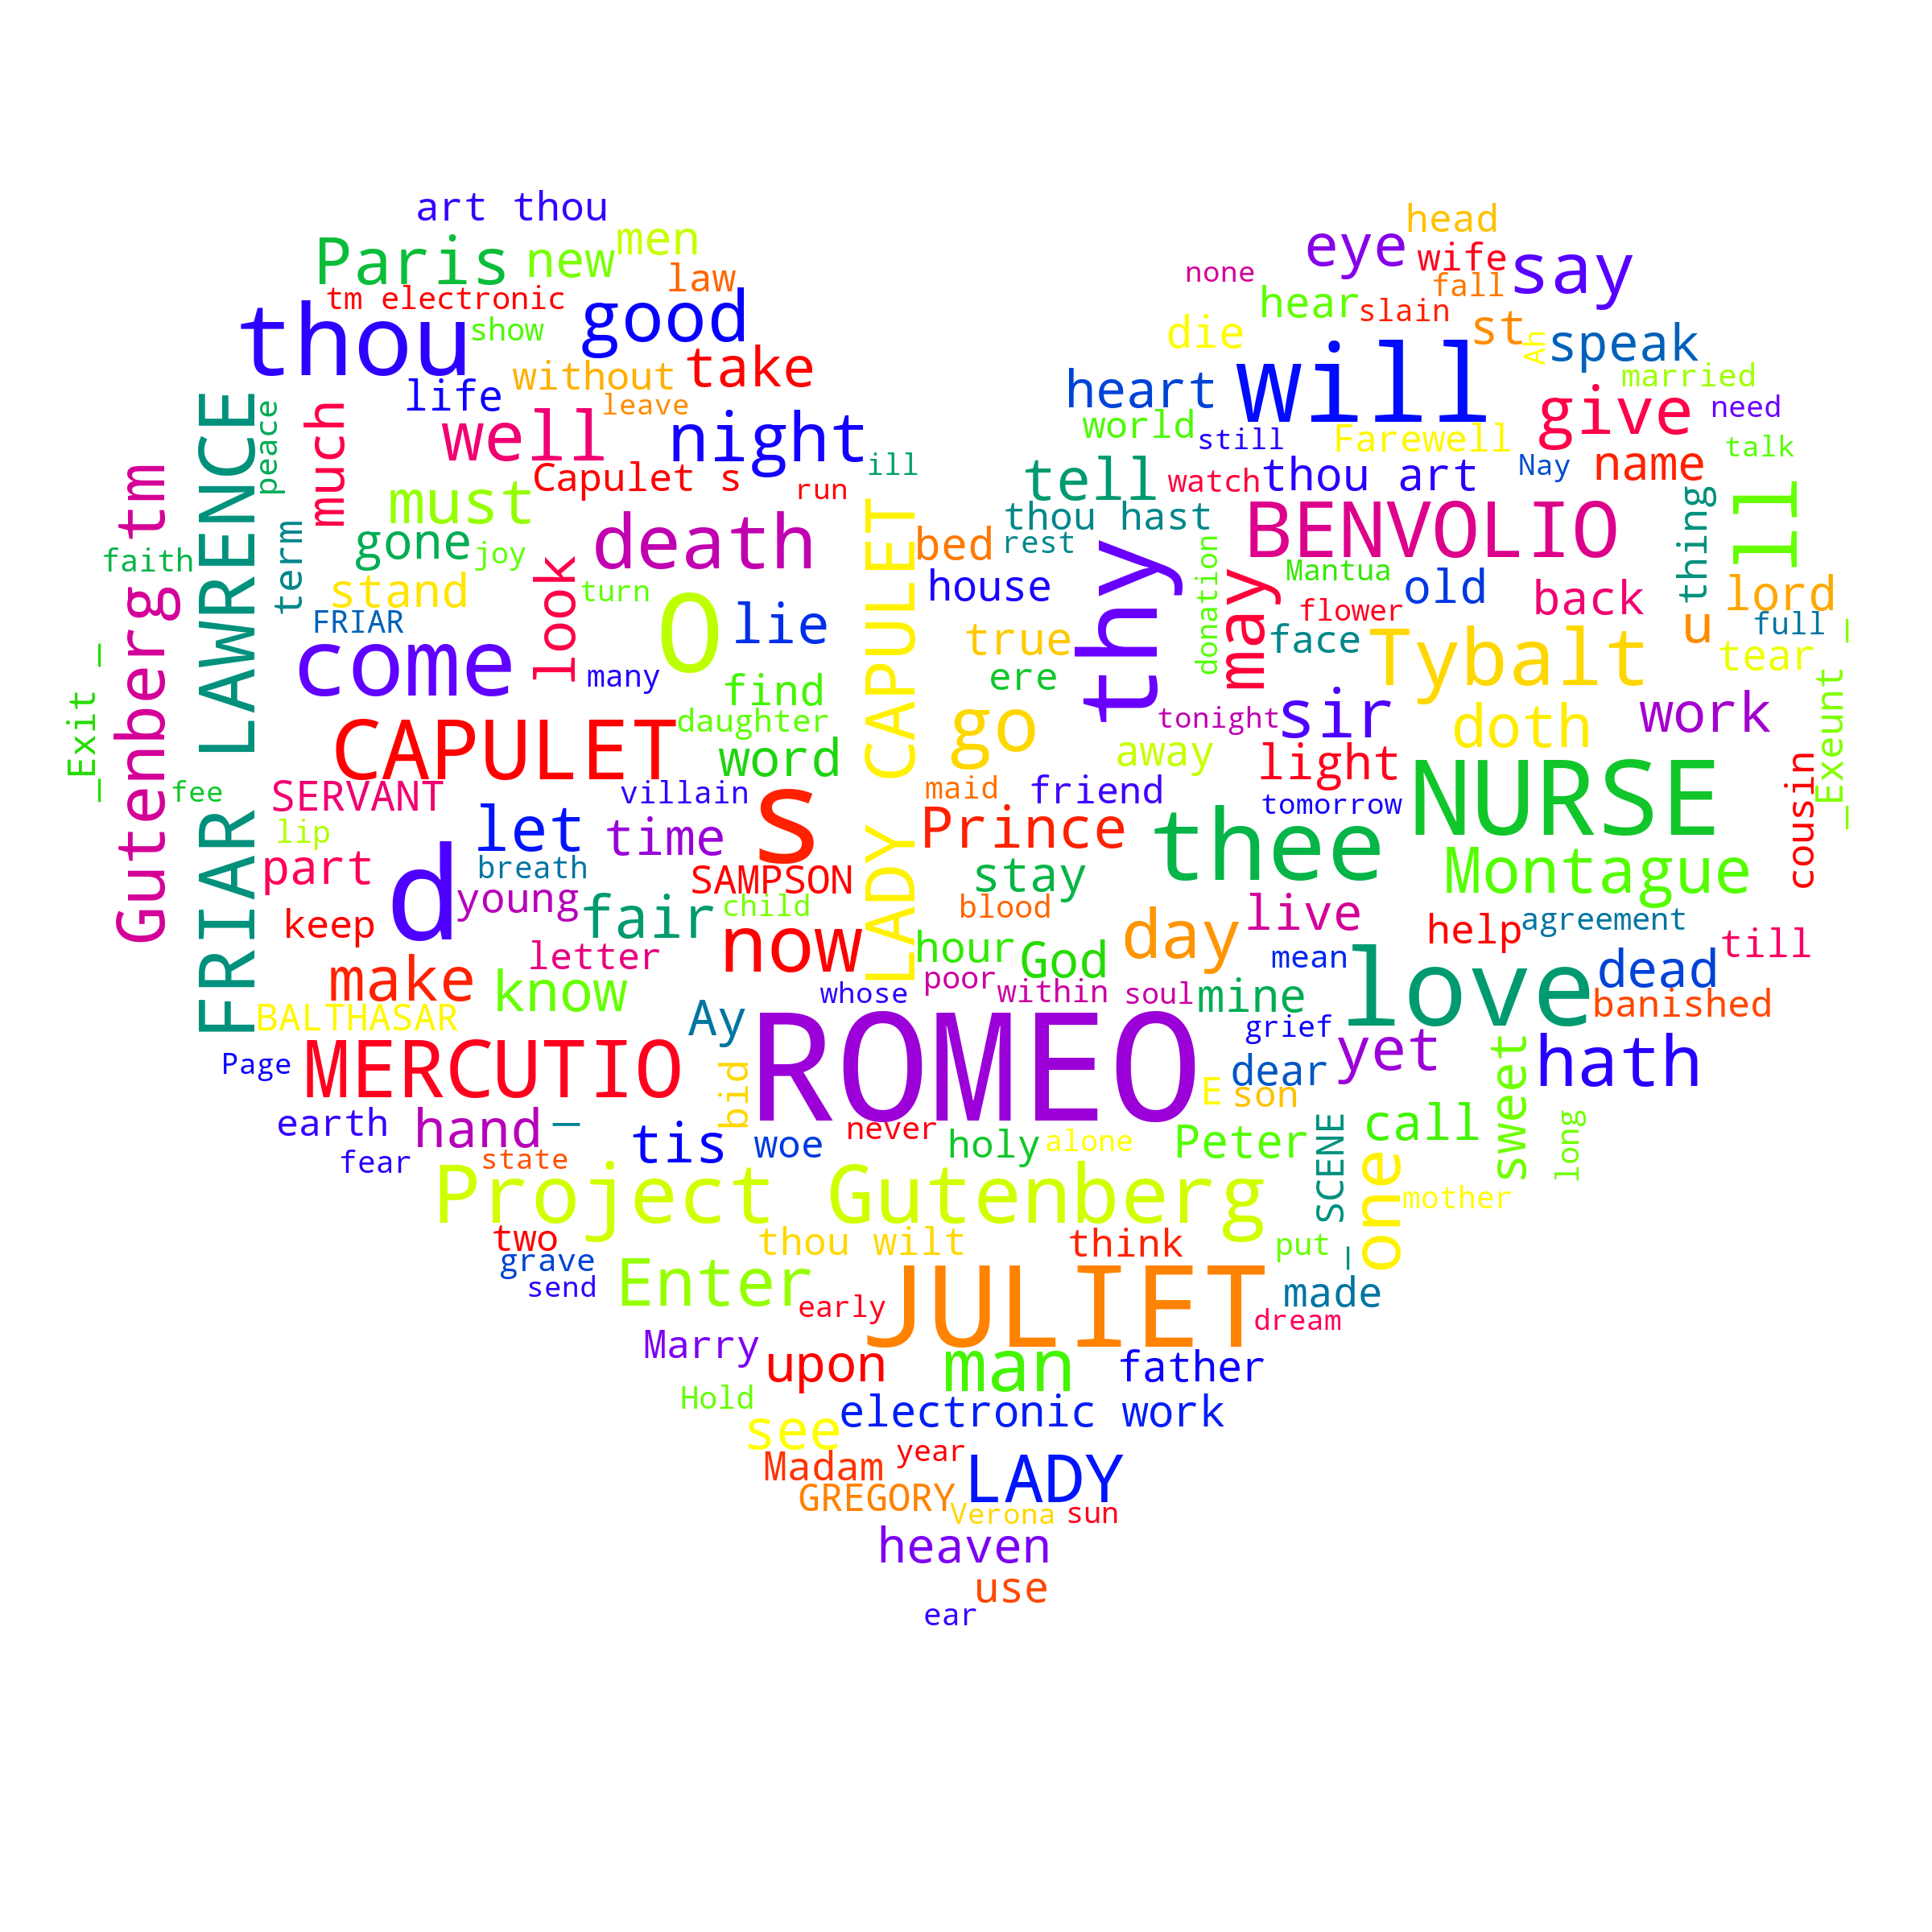 art thou
head
men
Paris
new
eye
wife
say
none
law
fall
tm electronic
hear
slain
good
thou
show
die
st
Ah
speak
take
without
married
heart
will
life
leave
give
need
peace
much
well
night
world
still
Farewell
talk
Capulet s
ill
tell
watch
thou art
Nay
name
run
must
thou hast
BENVOLIO
thing
ll
death
gone
joy
bed
rest
faith
term
look
donation
Mantua
stand
turn
house
thy
may
old
back
lord
FRIAR
O
lie
flower
u
full
true
face
Tybalt
tear
come
many
ere
find
Gutenberg tm
FRIAR LAWRENCE
LADY CAPULET
_Exit _
_Exeunt _
go
tonight
sir
doth
work
CAPULET
daughter
word
away
light
NURSE
fee
SERVANT
villain
maid
friend
tomorrow
cousin
lip
let
time
s
Prince
thee
part
breath
SAMPSON
stay
Montague
d
young
child
blood
live
keep
fair
now
hour
God
day
help
agreement
till
letter
mean
make
know
poor
dead
whose
within
soul
mine
love
banished
BALTHASAR
Ay
ROMEO
grief
Page
MERCUTIO
bid
dear
yet
sweet
hath
E
son
earth
hand
—
tis
woe
never
holy
alone
Peter
SCENE
call
long
fear
state
Project Gutenberg
one
mother
two
thou wilt
think
put
—
grave
send
Enter
JULIET
made
early
dream
Marry
upon
man
father
Hold
see
electronic work
year
Madam
LADY
GREGORY
Verona
sun
heaven
use
ear